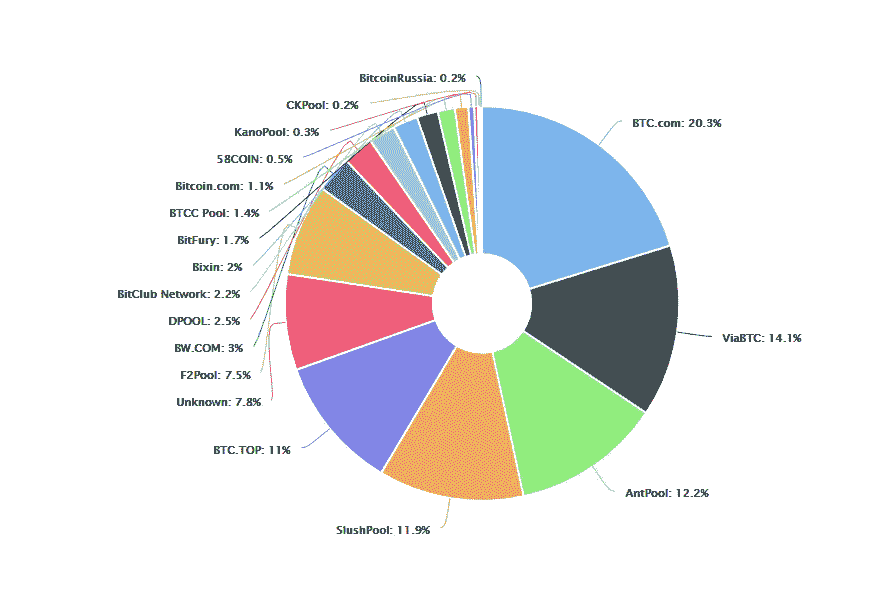 BitcoinRussia: 0.2%
CKPool: 0.2%
KanoPool: 0.3%
58COIN: 0.5%
Bitcoin.com: 1.1%
BTCC Pool: 1.4%
BitFury: 1.7%
Bixin: 2%
BitClub Network: 2.2%
DPOOL: 2.5%
BW.COM: 3%
F2Pool: 7.5%
Unknown: 7.8%
BTC.TOP: 11%
SlushPool: 11.9%
AntPool: 12.2%
ViaBTC: 14.1%
BTC.com: 20.3%